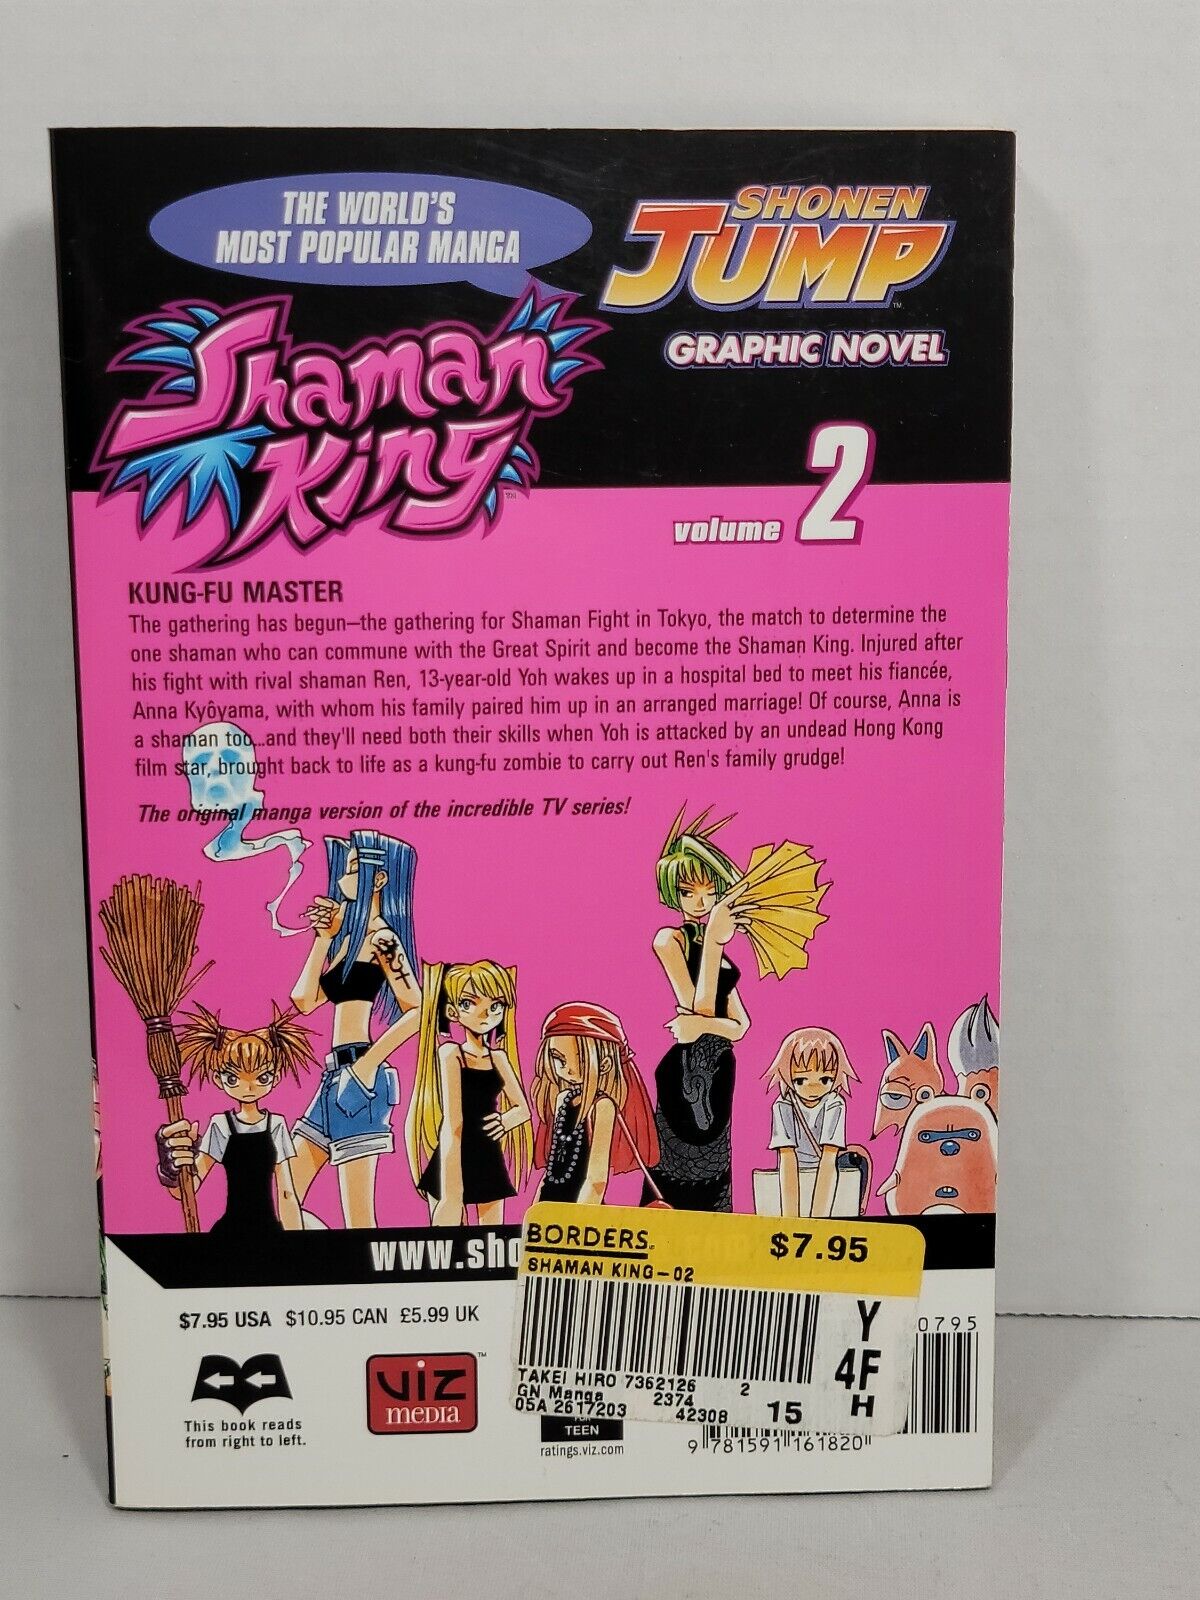 THE WORLD'S
MOST POPULAR MANGA
SHONEN
JUMP
™
GRAPHIC NOVEL
Shaman
King
™
volume 2
KUNG-FU MASTER
The gathering has begun—the gathering for Shaman Fight in Tokyo, the match to determine the
one shaman who can commune with the Great Spirit and become the Shaman King. Injured after
his fight with rival shaman Ren, 13-year-old Yoh wakes up in a hospital bed to meet his fiancée,
Anna Kyôyama, with whom his family paired him up in an arranged marriage! Of course, Anna is
a shaman too...and they'll need both their skills when Yoh is attacked by an undead Hong Kong
film star, brought back to life as a kung-fu zombie to carry out Ren's family grudge!
The original manga version of the incredible TV series!
www.sho
BORDERS.
$7.95
SHAMAN KING-02
$7.95 USA $10.95 CAN £5.99 UK
Y
4F
H
TAKEI HIRO 7362126 2
GN Manga 2374
05A 2617203 42308 15
0795
This book reads
from right to left.
VIZ
MEDIA
™
TEEN
ratings.viz.com
9 781591 161820